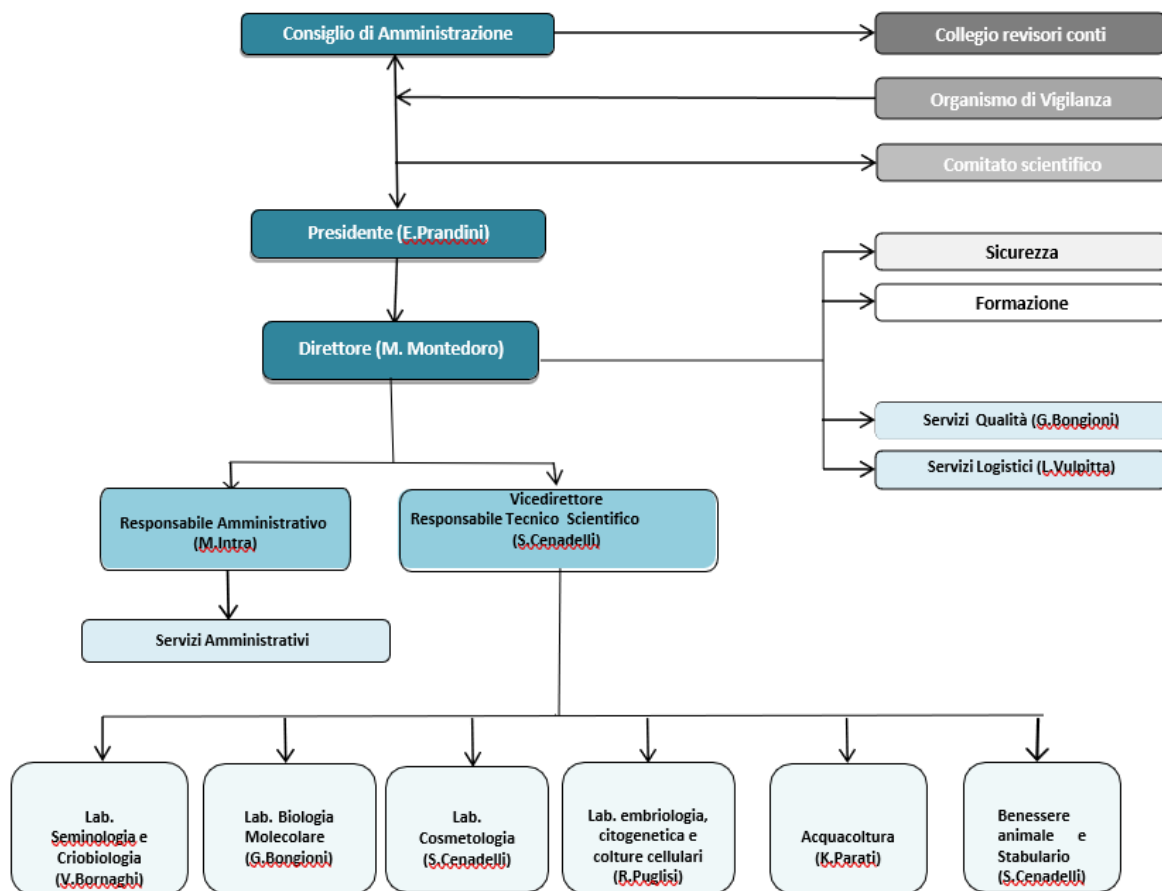 Consiglio di Amministrazione
Collegio revisori conti
Organismo di Vigilanza
Comitato scientifico
Presidente (E.Prandini)
Sicurezza
Formazione
Direttore (M. Montedoro)
Servizi Qualità (G.Bongioni)
Servizi Logistici (L.Vulpitta)
Responsabile Amministrativo
(M.Intra)
Vicedirettore
Responsabile Tecnico Scientifico
(S.Cenadelli)
Servizi Amministrativi
Lab.
Seminologia e
Criobiologia
(V.Bornaghi)
Lab. Biologia
Molecolare
(G.Bongioni)
Lab.
Cosmetologia
(S.Cenadelli)
Lab. embriologia,
citogenetica e
colture cellulari
(R.Puglisi)
Acquacoltura
(K.Parati)
Benessere
animale e
Stabulario
(S.Cenadelli)